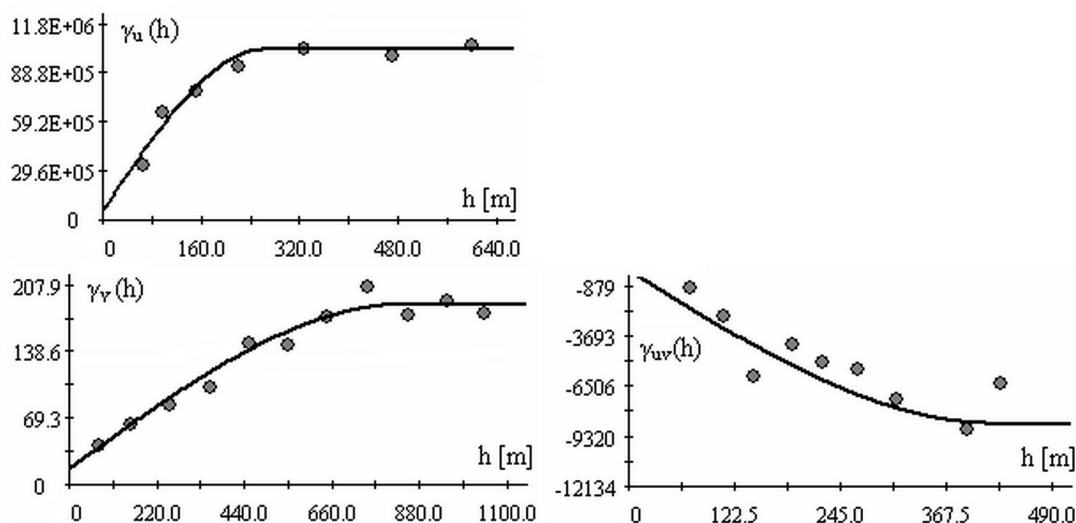 11.8E+06
γu(h)
88.8E+05
59.2E+05
29.6E+05
0
h [m]
0 160.0 320.0 480.0 640.0
207.9
γv(h)
138.6
69.3
0
h [m]
0 220.0 440.0 660.0 880.0 1100.0
-879
-3693
γuv(h)
-6506
-9320
-12134
h [m]
0 122.5 245.0 367.5 490.0